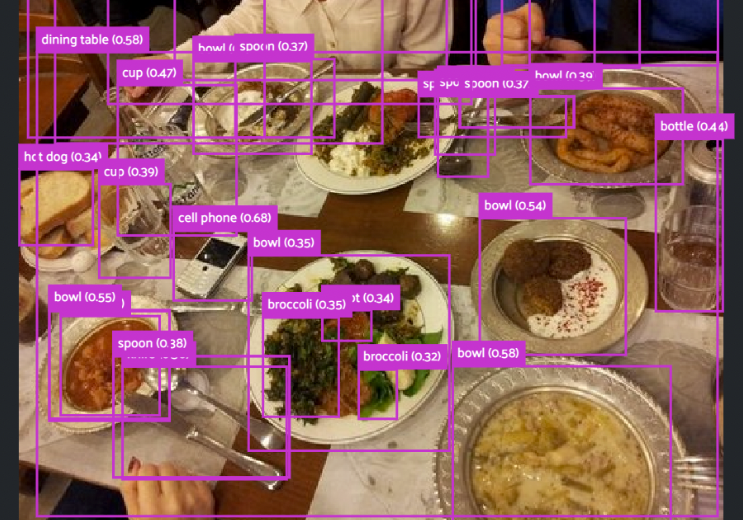 dining table (0.58)
spoon (0.37)
cup (0.47)
spoon (0.37
bowl (0.39)
bottle (0.44)
hot dog (0.34)
cup (0.39)
bowl (0.54)
cell phone (0.68)
bowl (0.35)
bowl (0.55)
broccoli (0.35)
ot (0.34)
spoon (0.38)
broccoli (0.32)
bowl (0.58)